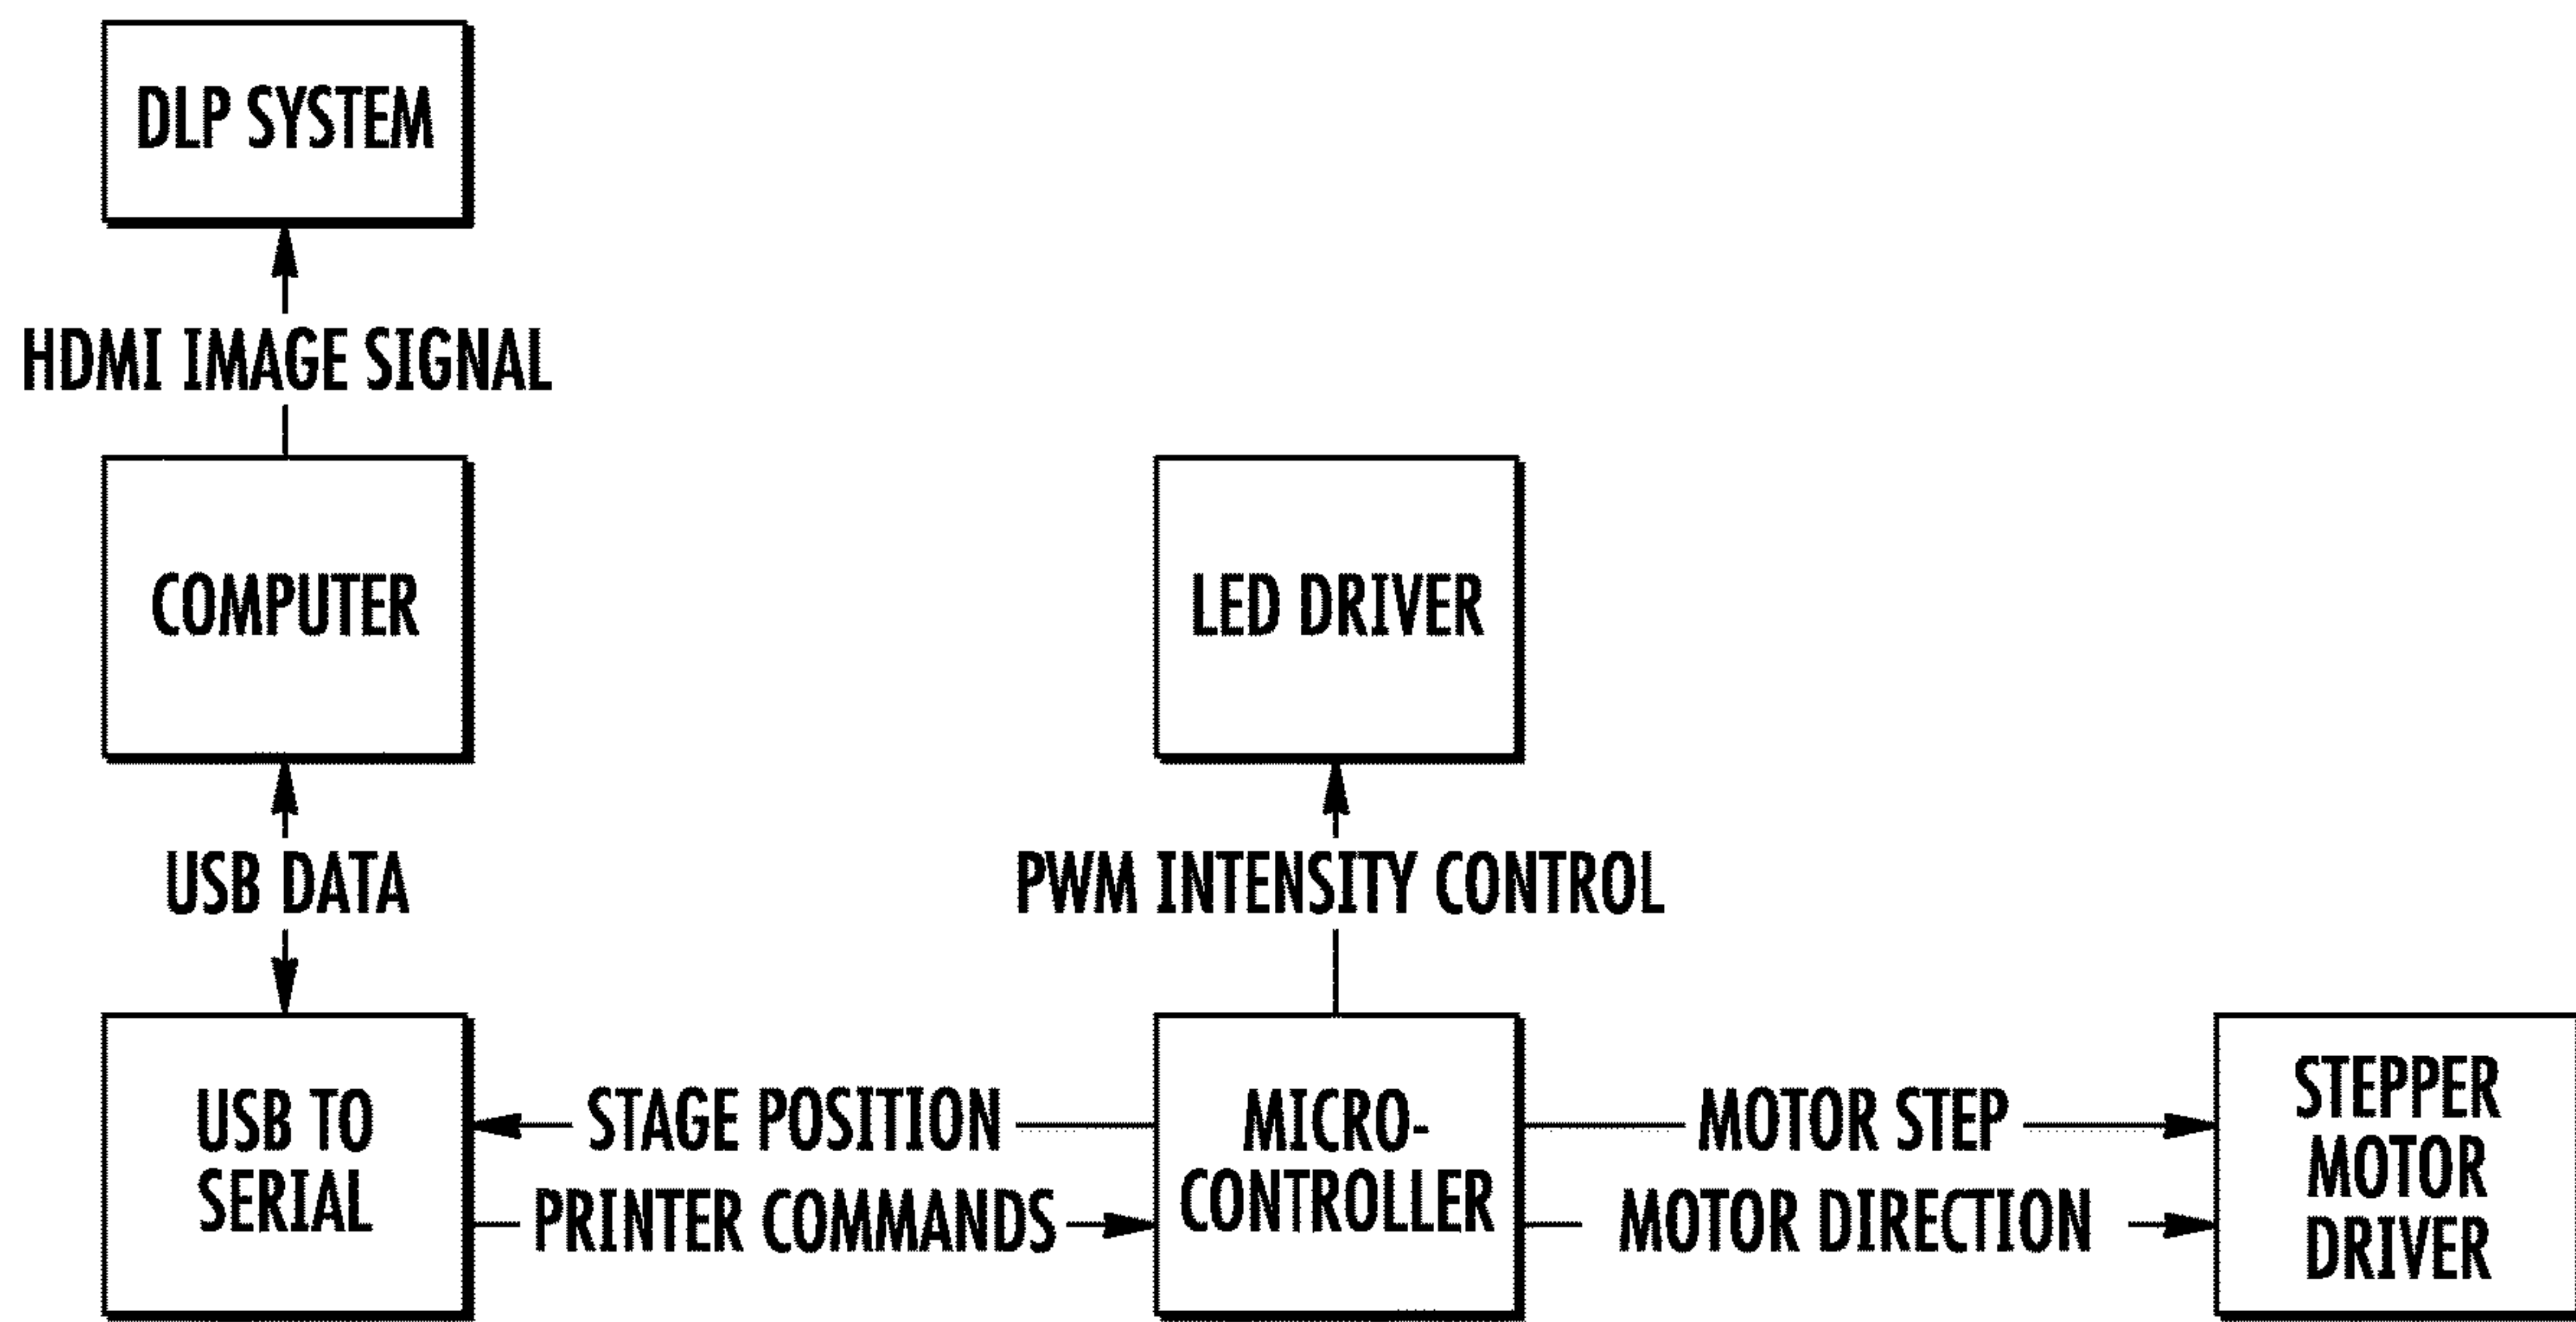 DLP SYSTEM
HDMI IMAGE SIGNAL
COMPUTER
LED DRIVER
USB DATA
PWM INTENSITY CONTROL
USB TO
SERIAL
STAGE POSITION
PRINTER COMMANDS
MICRO-
CONTROLLER
MOTOR STEP
MOTOR DIRECTION
STEPPER
MOTOR
DRIVER